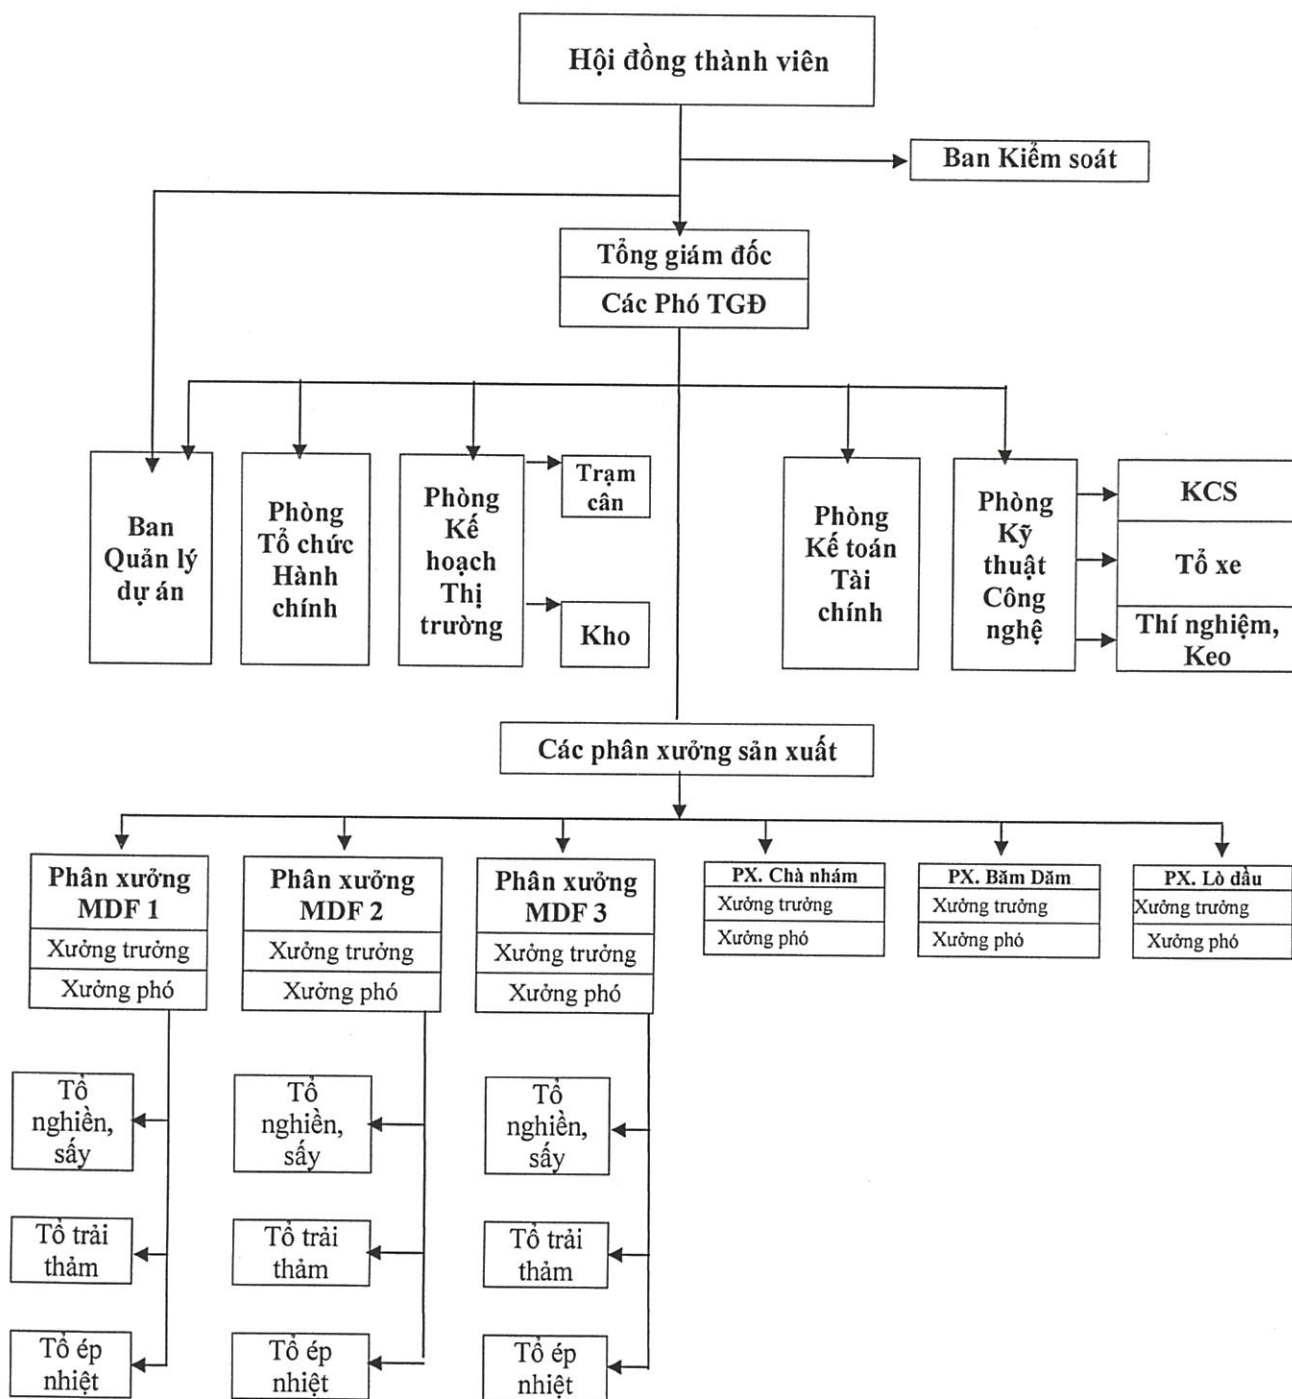 Hội đồng thành viên
Ban Kiểm soát
Tổng giám đốc
Các Phó TGĐ
Ban
Quản lý
dự án
Phòng
Tổ chức
Hành
chính
Phòng
Kế
hoạch
Thị
trường
Trạm
cân
Kho
Phòng
Kế toán
Tài
chính
Phòng
Kỹ
thuật
Công
nghệ
KCS
Tổ xe
Thí nghiệm,
Keo
Các phân xưởng sản xuất
Phân xưởng
MDF 1
Xưởng trưởng
Xưởng phó
Phân xưởng
MDF 2
Xưởng trưởng
Xưởng phó
Phân xưởng
MDF 3
Xưởng trưởng
Xưởng phó
PX. Chà nhám
Xưởng trưởng
Xưởng phó
PX. Băm Dăm
Xưởng trưởng
Xưởng phó
PX. Lò dầu
Xưởng trưởng
Xưởng phó
Tổ
nghiền,
sấy
Tổ
nghiền,
sấy
Tổ
nghiền,
sấy
Tổ trải
thảm
Tổ trải
thảm
Tổ trải
thảm
Tổ ép
nhiệt
Tổ ép
nhiệt
Tổ ép
nhiệt